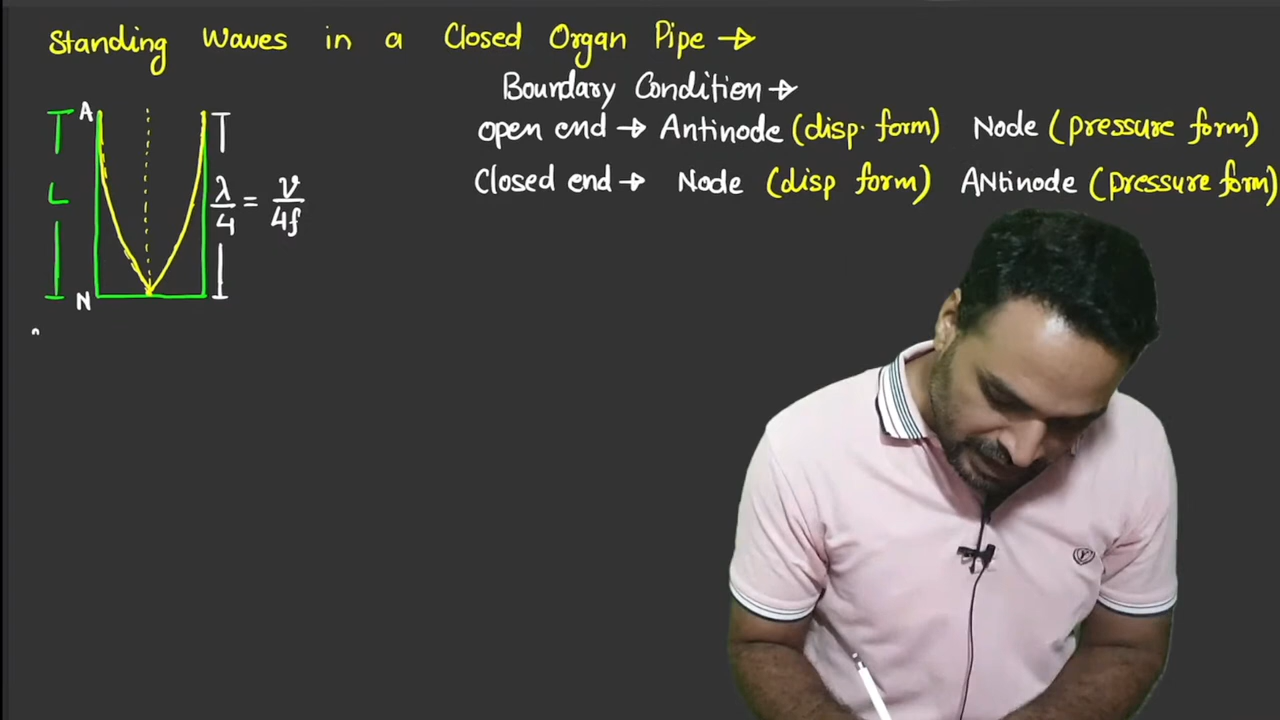 Standing Waves in a Closed Organ Pipe →
Boundary Condition →
open end → Antinode (disp. form) Node (pressure form)
Closed end → Node (disp form) ANtinode (pressure form)
A
L
λ/4 = v/4f
N